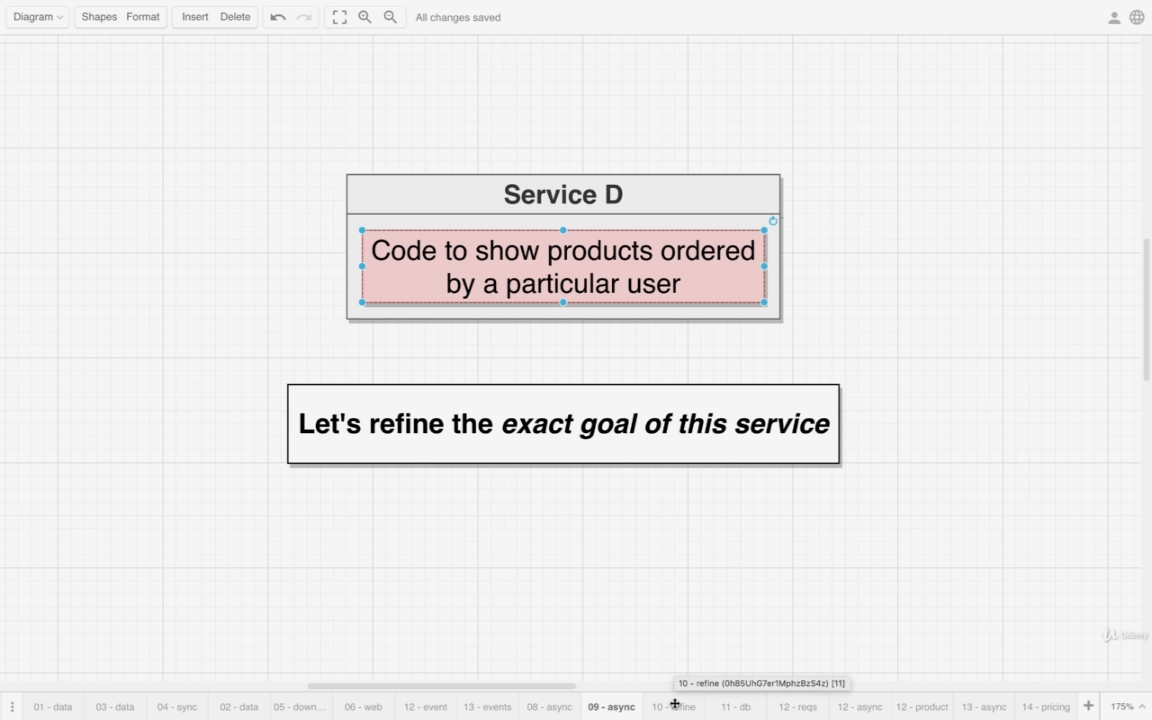 Diagram Shapes Format Insert Delete All changes saved
Service D
Code to show products ordered
by a particular user
Let's refine the exact goal of this service
Udemy
10 - refine (0h85UhG7er1MphzBzS4z) [11]
01 - data 03 - data 04 - sync 02 - data 05 - down... 06 - web 12 - event 13 - events 08 - async 09 - async 10 - refine 11 - db 12 - reqs 12 - async 12 - product 13 - async 14 - pricing 175%